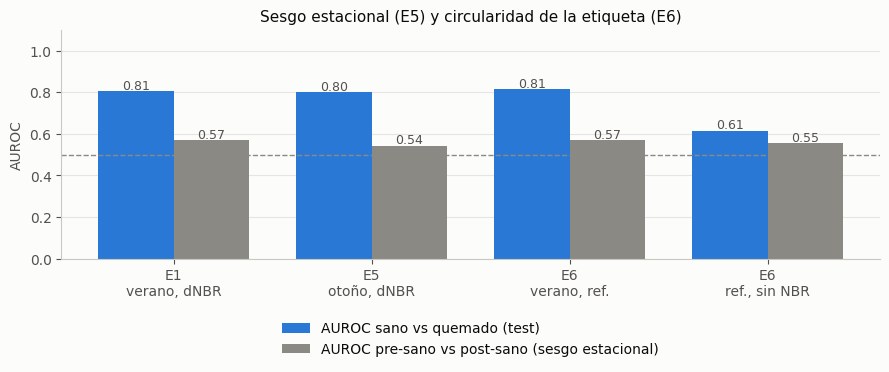 Sesgo estacional (E5) y circularidad de la etiqueta (E6)
AUROC
1.0
0.8
0.6
0.4
0.2
0.0
0.81
0.57
0.80
0.54
0.81
0.57
0.61
0.55
E1
verano, dNBR
E5
otoño, dNBR
E6
verano, ref.
E6
ref., sin NBR
AUROC sano vs quemado (test)
AUROC pre-sano vs post-sano (sesgo estacional)